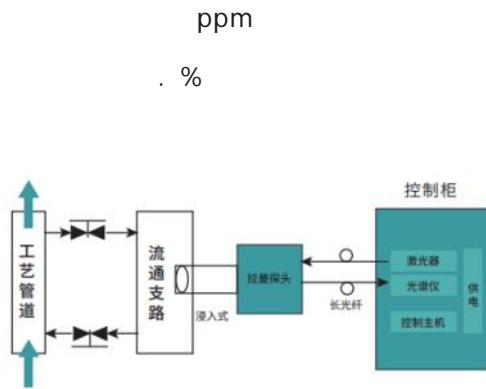 ppm
. %
控制柜
工艺管道
流通支路
浸入式
拉曼探头
长光纤
激光器
光谱仪
控制主机
供电